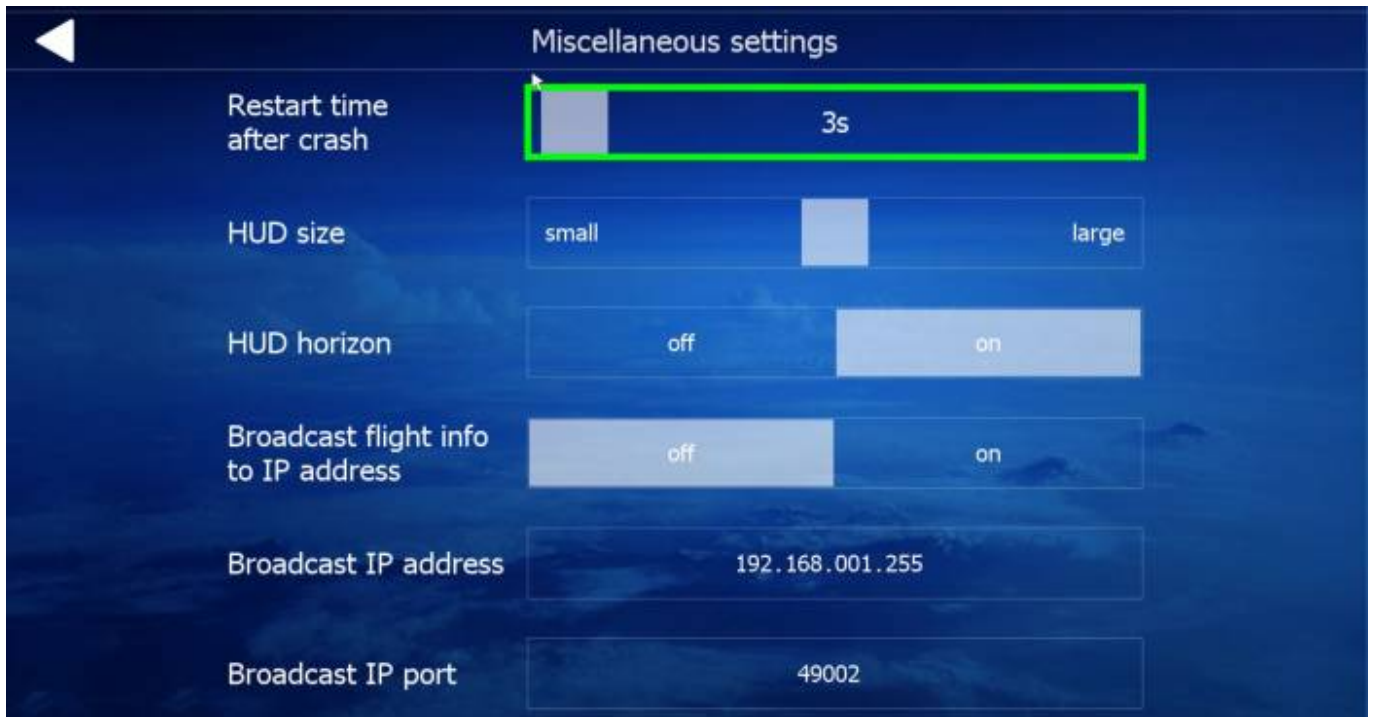 Miscellaneous settings
Restart time
after crash
3s
HUD size
small
large
HUD horizon
off
on
Broadcast flight info
to IP address
off
on
Broadcast IP address
192.168.001.255
Broadcast IP port
49002